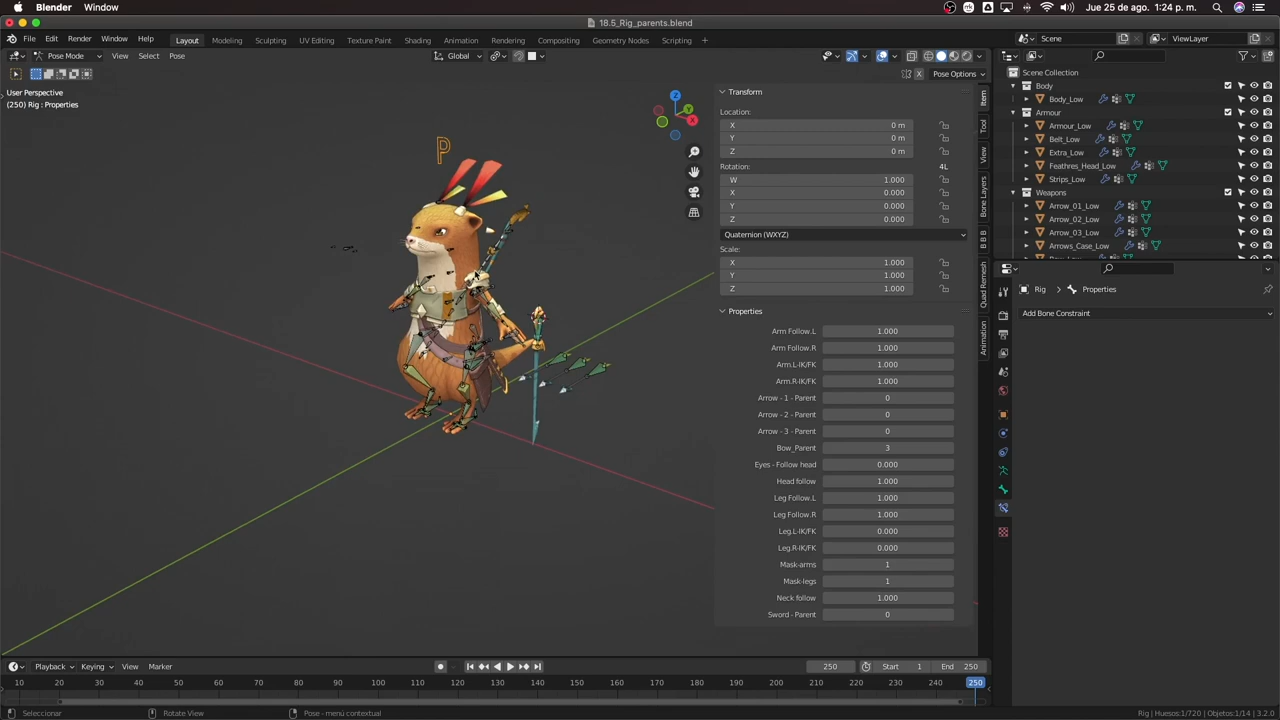 Blender Window
Jue 25 de ago. 1:24 p. m.
18.5_Rig_parents.blend
File Edit Render Window Help
Layout Modeling Sculpting UV Editing Texture Paint Shading Animation Rendering Compositing Geometry Nodes Scripting +
Scene ViewLayer
Pose Mode View Select Pose Global
Pose Options
User Perspective
(250) Rig : Properties
P
Z
Y
X
Transform
Location:
X 0 m
Y 0 m
Z 0 m
Rotation: 4L
W 1.000
X 0.000
Y 0.000
Z 0.000
Quaternion (WXYZ)
Scale:
X 1.000
Y 1.000
Z 1.000
Properties
Arm Follow.L 1.000
Arm Follow.R 1.000
Arm.L-IK/FK 1.000
Arm.R-IK/FK 1.000
Arrow - 1 - Parent 0
Arrow - 2 - Parent 0
Arrow - 3 - Parent 0
Bow_Parent 3
Eyes - Follow head 0.000
Head follow 1.000
Leg Follow.L 1.000
Leg Follow.R 1.000
Leg.L-IK/FK 0.000
Leg.R-IK/FK 0.000
Mask-arms 1
Mask-legs 1
Neck follow 1.000
Sword - Parent 0
Item
Tool
View
Bone Layers
B B B
Quad Remesh
Animation
Scene Collection
Body
Body_Low
Armour
Armour_Low
Belt_Low
Extra_Low
Feathres_Head_Low
Strips_Low
Weapons
Arrow_01_Low
Arrow_02_Low
Arrow_03_Low
Arrows_Case_Low
Rig > Properties
Add Bone Constraint
Playback Keying View Marker
250 Start 1 End 250
10 20 30 40 50 60 70 80 90 100 110 120 130 140 150 160 170 180 190 200 210 220 230 240 250
Seleccionar Rotate View Pose - menú contextual
Rig | Huesos:1/720 | Objetos:1/14 | 3.2.0